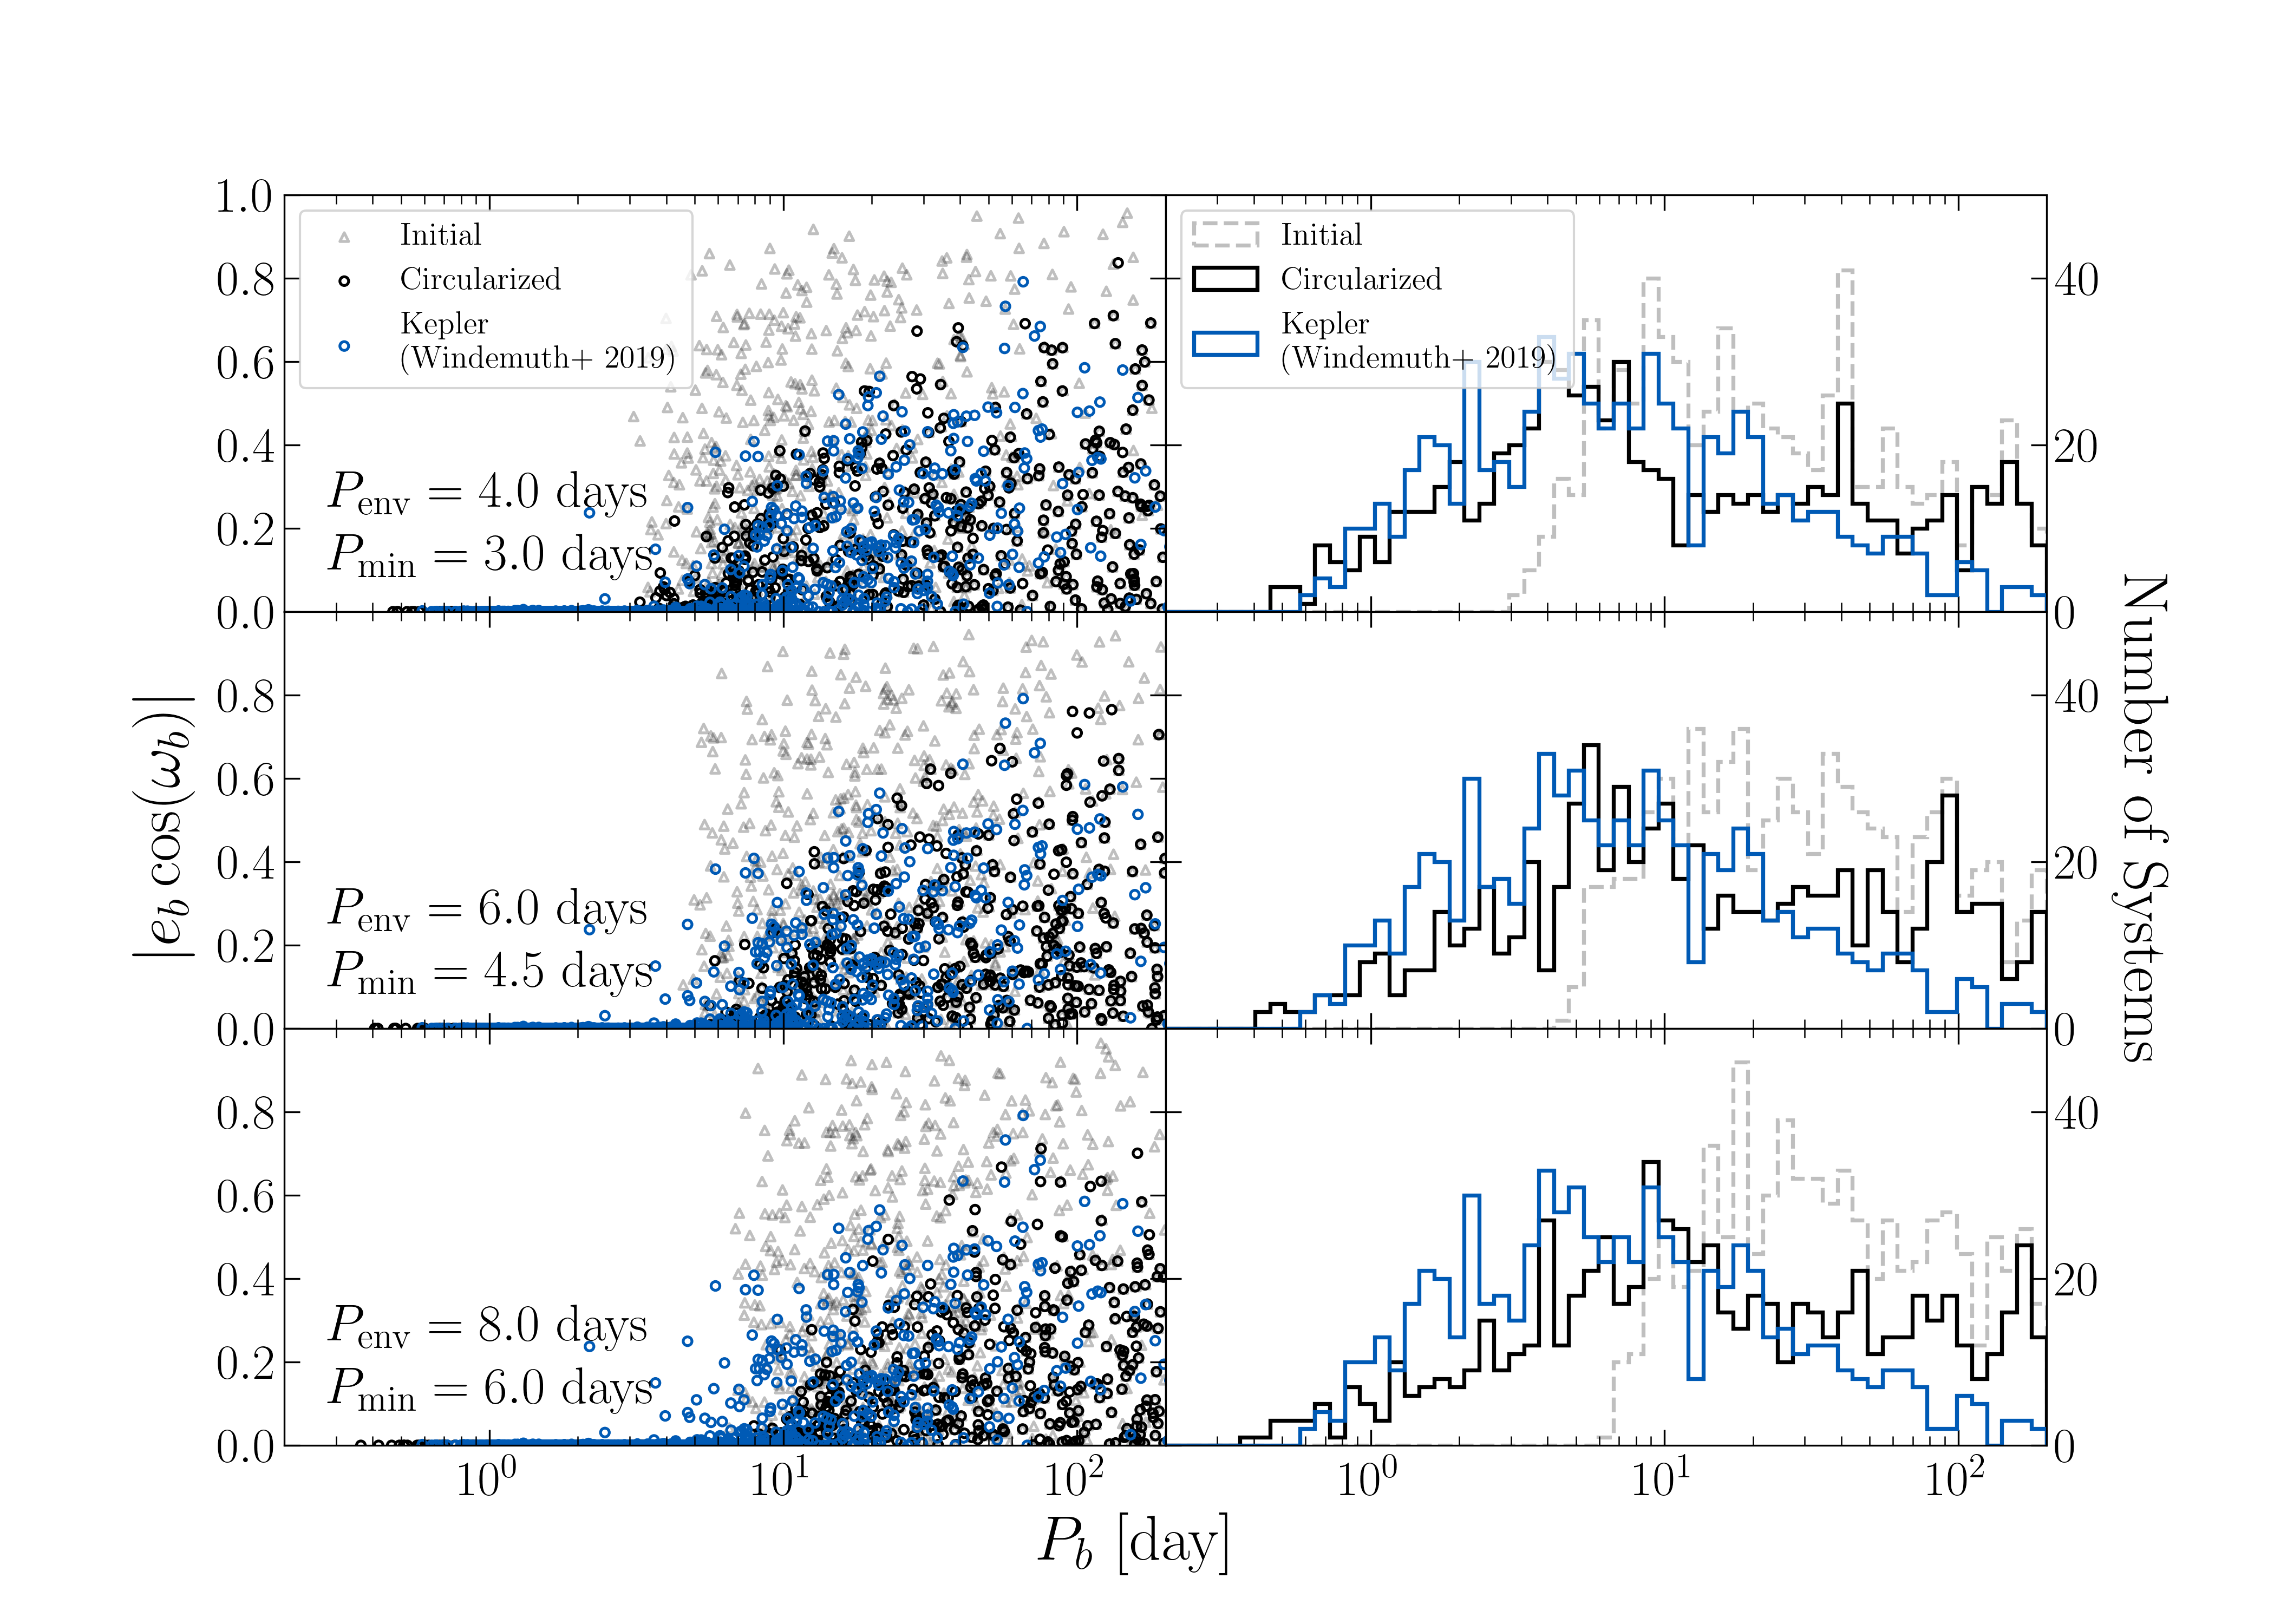 1.0
0.8
0.6
0.4
0.2
0.0
Initial
Circularized
Kepler
(Windemuth+ 2019)
P_env = 4.0 days
P_min = 3.0 days
Initial
Circularized
Kepler
(Windemuth+ 2019)
40
20
0
|e_b cos(ω_b)|
0.8
0.6
0.4
0.2
0.0
P_env = 6.0 days
P_min = 4.5 days
40
20
0
Number of Systems
0.8
0.6
0.4
0.2
0.0
P_env = 8.0 days
P_min = 6.0 days
40
20
0
10^0 10^1 10^2 10^0 10^1 10^2
P_b [day]